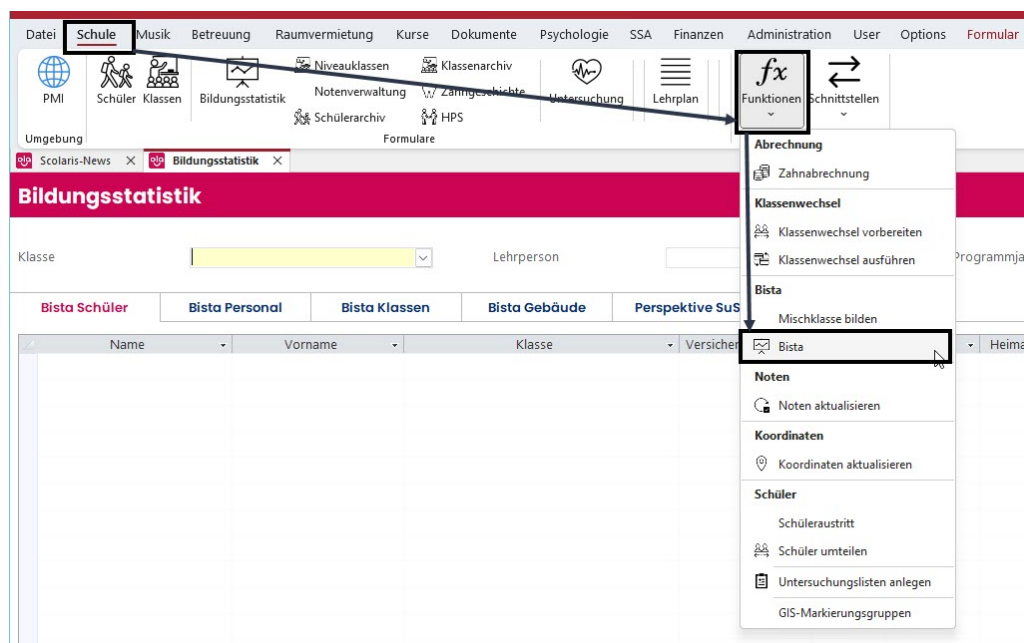 Datei Schule Musik Betreuung Raumvermietung Kurse Dokumente Psychologie SSA Finanzen Administration User Options Formular
PMI Schüler Klassen Bildungsstatistik Niveauklassen Klassenarchiv Untersuchung Lehrplan fx Funktionen Schnittstellen
Notenverwaltung Zahngeschichte
Schülerarchiv HPS
Umgebung Formulare
Scolaris-News Bildungsstatistik
Bildungsstatistik
Klasse Lehrperson
Bista Schüler Bista Personal Bista Klassen Bista Gebäude Perspektive SuS
Name Vorname Klasse Versicher Heima
Abrechnung
Zahnabrechnung
Klassenwechsel
Klassenwechsel vorbereiten
Klassenwechsel ausführen
Programmja
Bista
Mischklasse bilden
Bista
Noten
Noten aktualisieren
Koordinaten
Koordinaten aktualisieren
Schüler
Schüleraustritt
Schüler umteilen
Untersuchungslisten anlegen
GIS-Markierungsgruppen